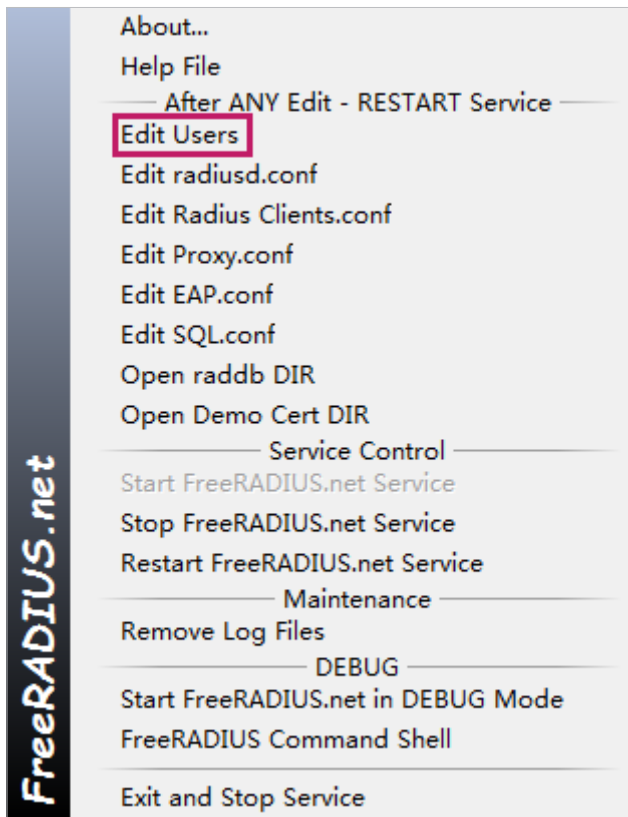 About...
Help File
After ANY Edit - RESTART Service
Edit Users
Edit radiusd.conf
Edit Radius Clients.conf
Edit Proxy.conf
Edit EAP.conf
Edit SQL.conf
Open raddb DIR
Open Demo Cert DIR
Service Control
Start FreeRADIUS.net Service
Stop FreeRADIUS.net Service
Restart FreeRADIUS.net Service
Maintenance
Remove Log Files
DEBUG
Start FreeRADIUS.net in DEBUG Mode
FreeRADIUS Command Shell
Exit and Stop Service
FreeRADIUS.net